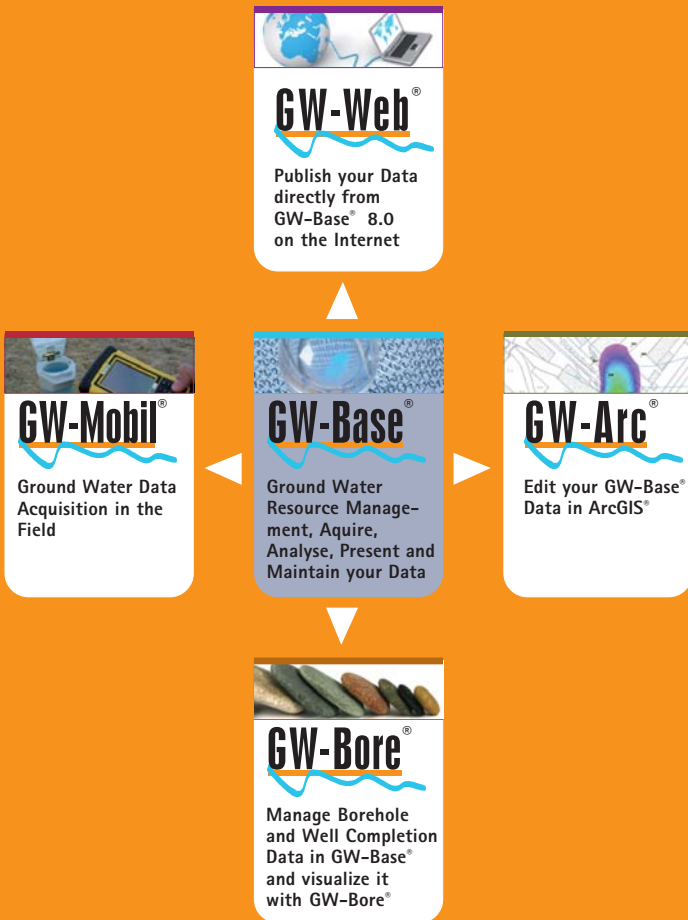 GW-Web®
Publish your Data
directly from
GW-Base® 8.0
on the Internet
GW-Mobil®
Ground Water Data
Acquisition in the
Field
GW-Base®
Ground Water
Resource Manage-
ment, Aquire,
Analyse, Present and
Maintain your Data
GW-Arc®
Edit your GW-Base®
Data in ArcGIS®
GW-Bore®
Manage Borehole
and Well Completion
Data in GW-Base®
and visualize it
with GW-Bore®